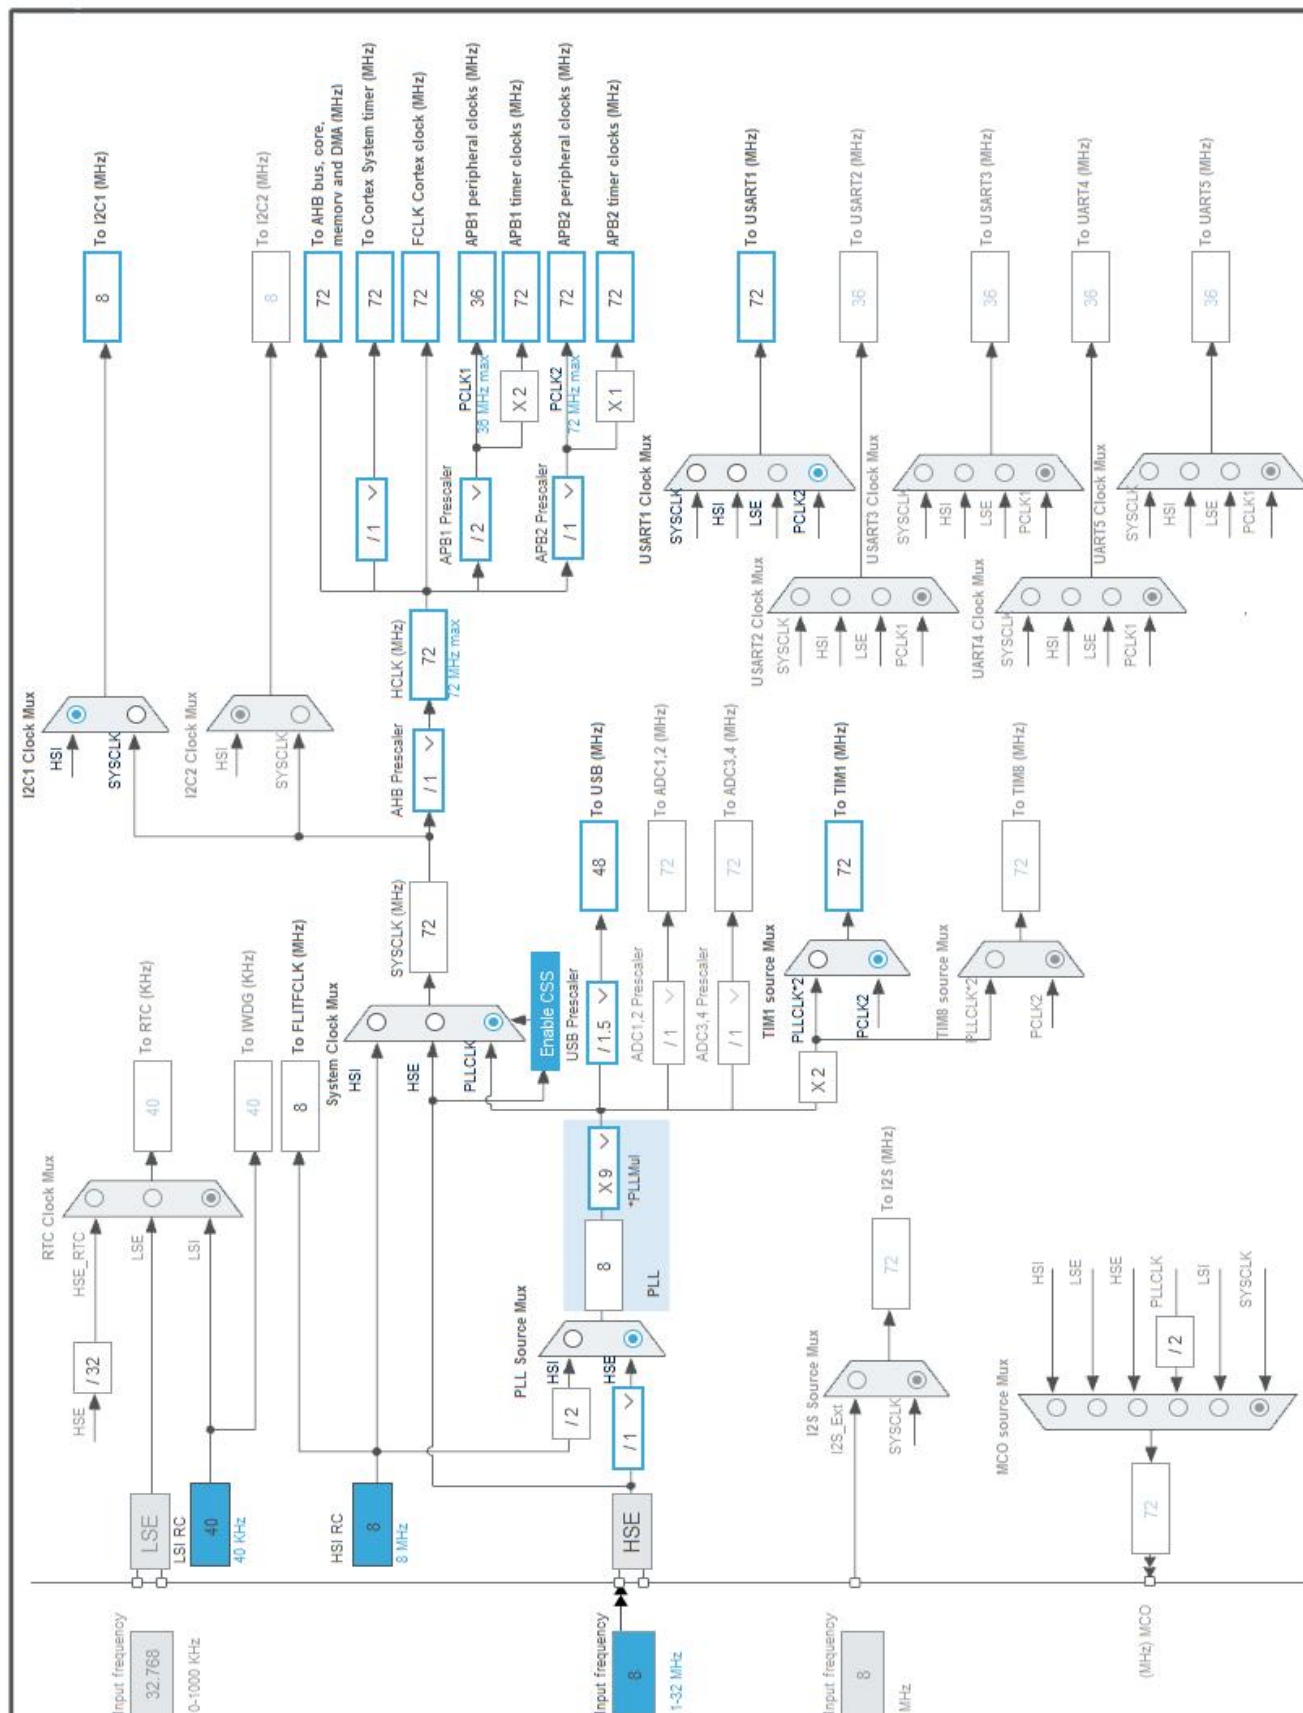 Input frequency
32.768
0-1000 KHz
LSE
LSI RC
40
40 KHz
HSE
/ 32
HSE_RTC
LSE
LSI
RTC Clock Mux
40
To RTC (KHz)
40
To IWDG (KHz)
8
To FLITFCLK (MHz)
HSI RC
8
8 MHz
Input frequency
8
1-32 MHz
HSE
/ 2
/ 1
HSI
HSE
PLL Source Mux
8
X 9
*PLLMul
PLL
System Clock Mux
HSI
HSE
PLLCLK
Enable CSS
72
SYSCLK (MHz)
I2C1 Clock Mux
HSI
SYSCLK
8
To I2C1 (MHz)
I2C2 Clock Mux
HSI
SYSCLK
8
To I2C2 (MHz)
AHB Prescaler
/ 1
HCLK (MHz)
72
72 MHz max
72
To AHB bus, core,
memory and DMA (MHz)
/ 1
72
To Cortex System timer (MHz)
72
FCLK Cortex clock (MHz)
APB1 Prescaler
/ 2
PCLK1
36 MHz max
36
APB1 peripheral clocks (MHz)
X 2
72
APB1 timer clocks (MHz)
APB2 Prescaler
/ 1
PCLK2
72 MHz max
72
APB2 peripheral clocks (MHz)
X 1
72
APB2 timer clocks (MHz)
USB Prescaler
/ 1.5
48
To USB (MHz)
ADC1,2 Prescaler
/ 1
72
To ADC1,2 (MHz)
ADC3,4 Prescaler
/ 1
72
To ADC3,4 (MHz)
X 2
TIM1 source Mux
PLLCLK*2
PCLK2
72
To TIM1 (MHz)
TIM8 source Mux
PLLCLK*2
PCLK2
72
To TIM8 (MHz)
USART1 Clock Mux
SYSCLK
HSI
LSE
PCLK2
72
To USART1 (MHz)
USART2 Clock Mux
SYSCLK
HSI
LSE
PCLK1
36
To USART2 (MHz)
USART3 Clock Mux
SYSCLK
HSI
LSE
PCLK1
36
To USART3 (MHz)
UART4 Clock Mux
SYSCLK
HSI
LSE
PCLK1
36
To UART4 (MHz)
UART5 Clock Mux
SYSCLK
HSI
LSE
PCLK1
36
To UART5 (MHz)
Input frequency
8
MHz
I2S Source Mux
I2S_Ext
SYSCLK
72
To I2S (MHz)
(MHz) MCO
72
MCO source Mux
HSI
LSE
HSE
/ 2
PLLCLK
LSI
SYSCLK